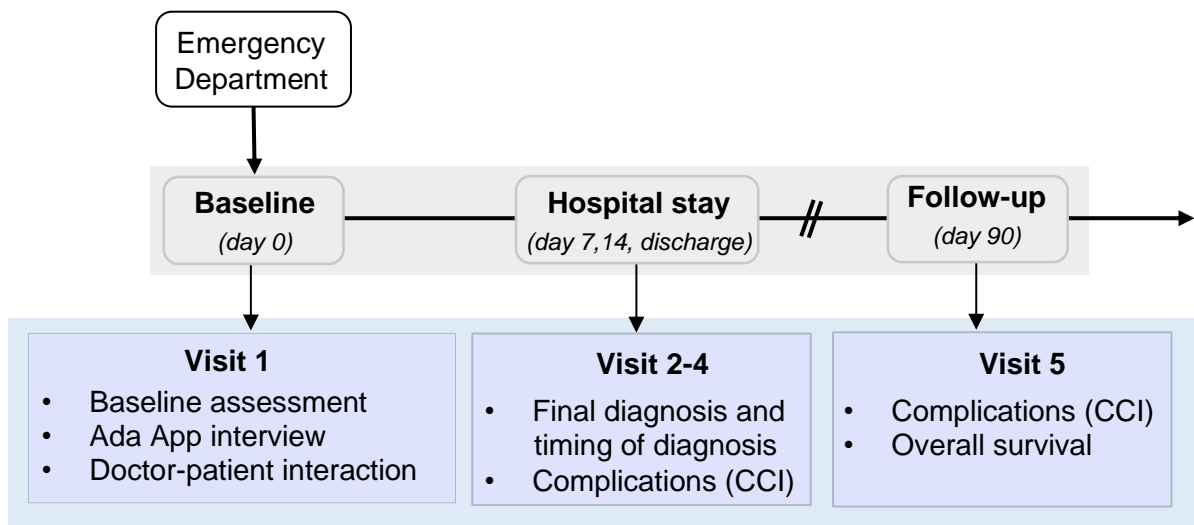 Emergency
Department
Baseline
(day 0)
Hospital stay
(day 7,14, discharge)
Follow-up
(day 90)
Visit 1
• Baseline assessment
• Ada App interview
• Doctor-patient interaction
Visit 2-4
• Final diagnosis and
timing of diagnosis
• Complications (CCI)
Visit 5
• Complications (CCI)
• Overall survival